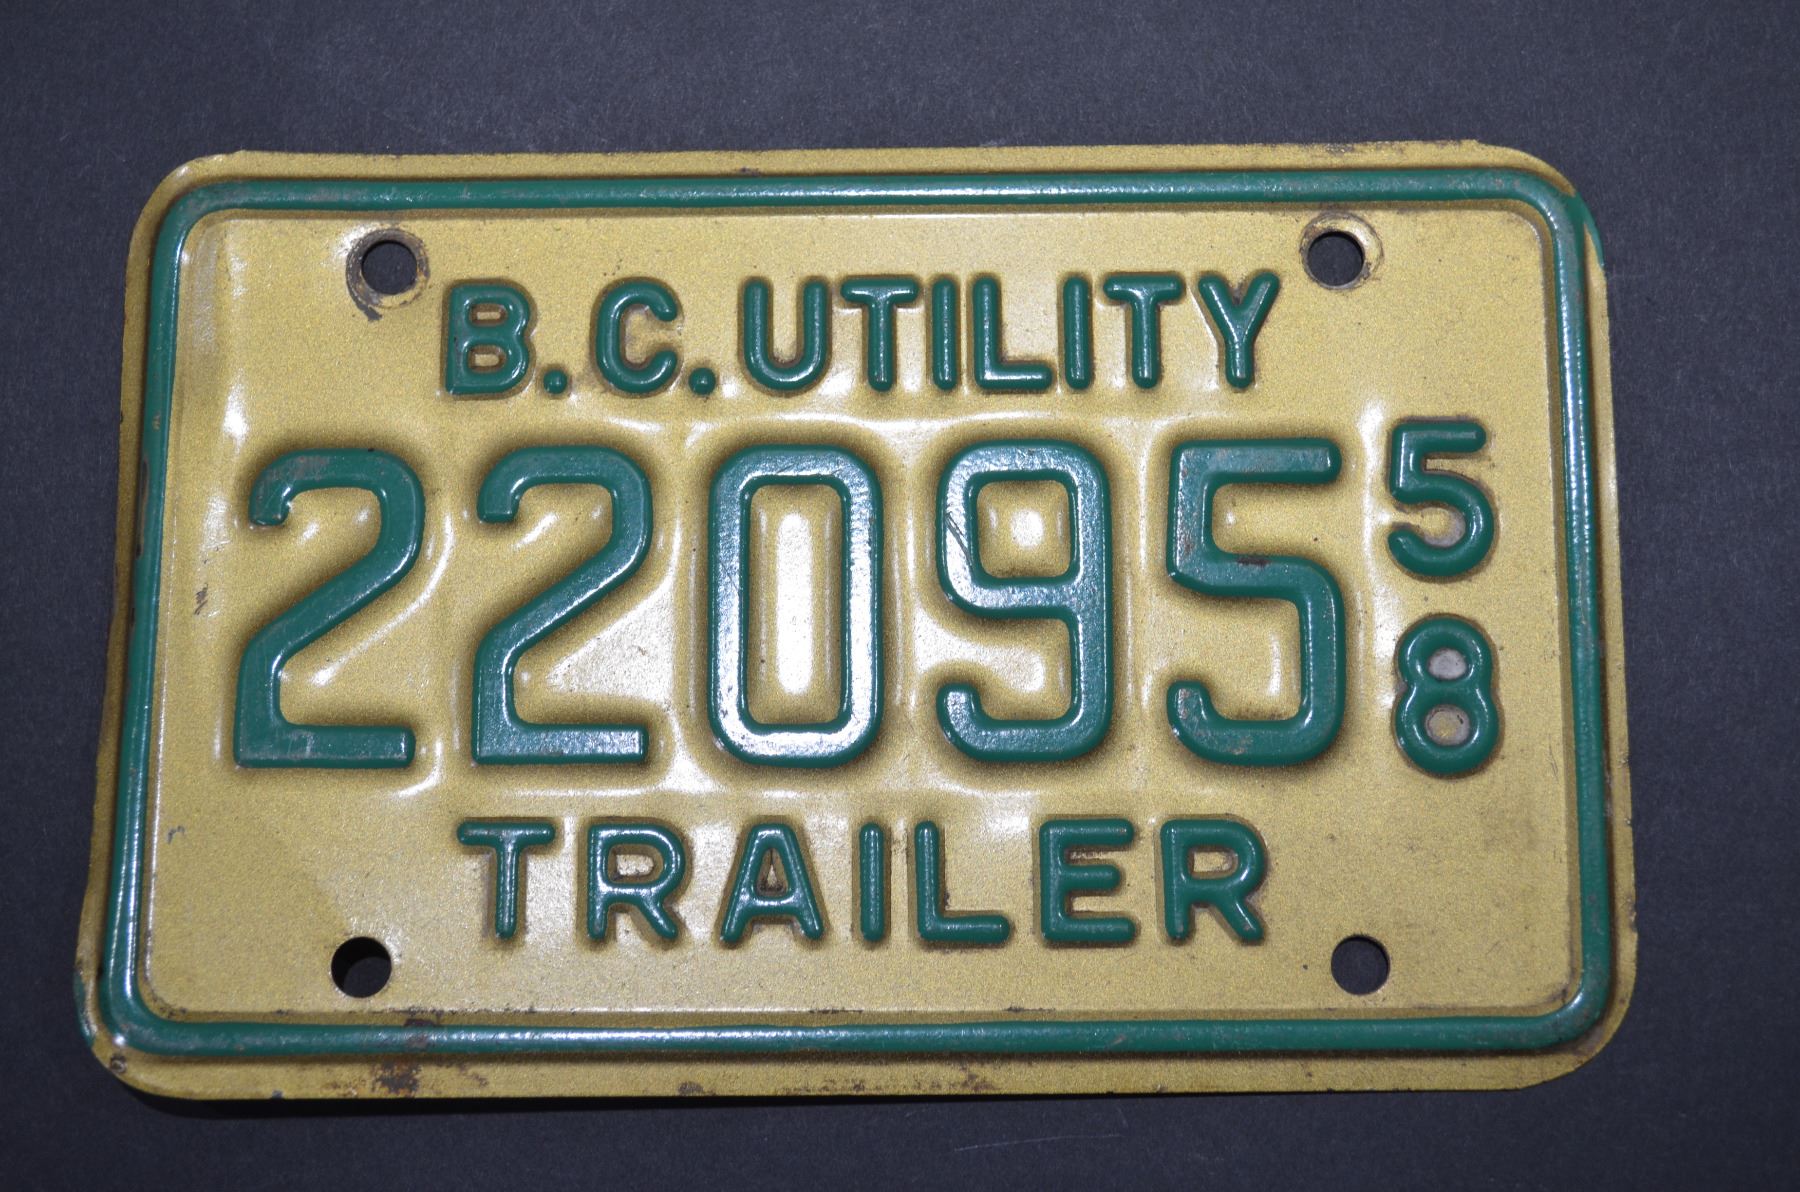 B.C. UTILITY
22095 58
TRAILER